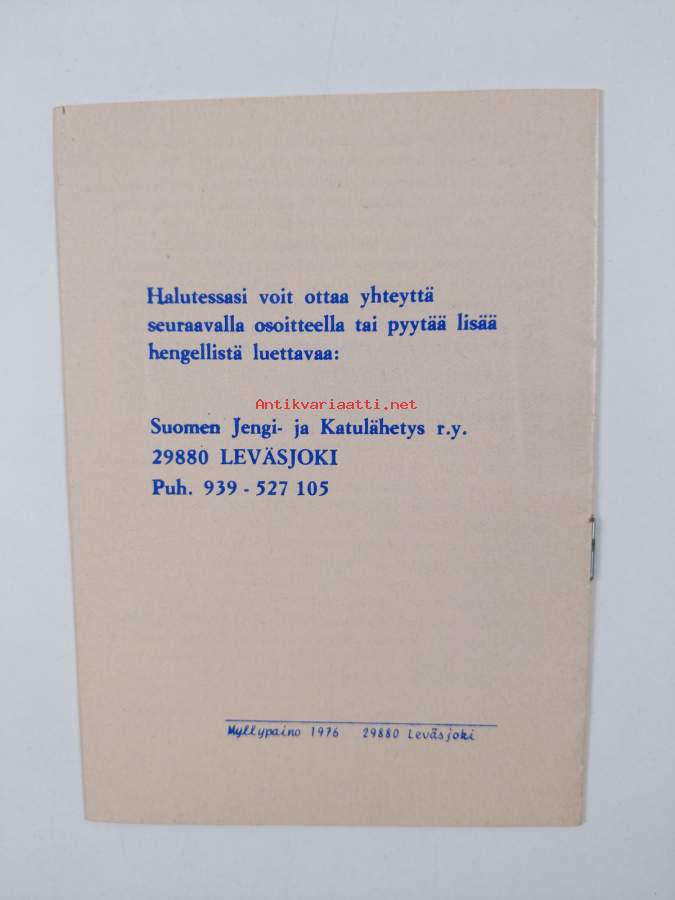 Halutessasi voit ottaa yhteyttä
seuraavalla osoitteella tai pyytää lisää
hengellistä luettavaa:
Antikvariaatti.net
Suomen Jengi- ja Katulähetys r.y.
29880 LEVÄSJOKI
Puh. 939 - 527 105
Myllypaino 1976 29880 Leväsjoki